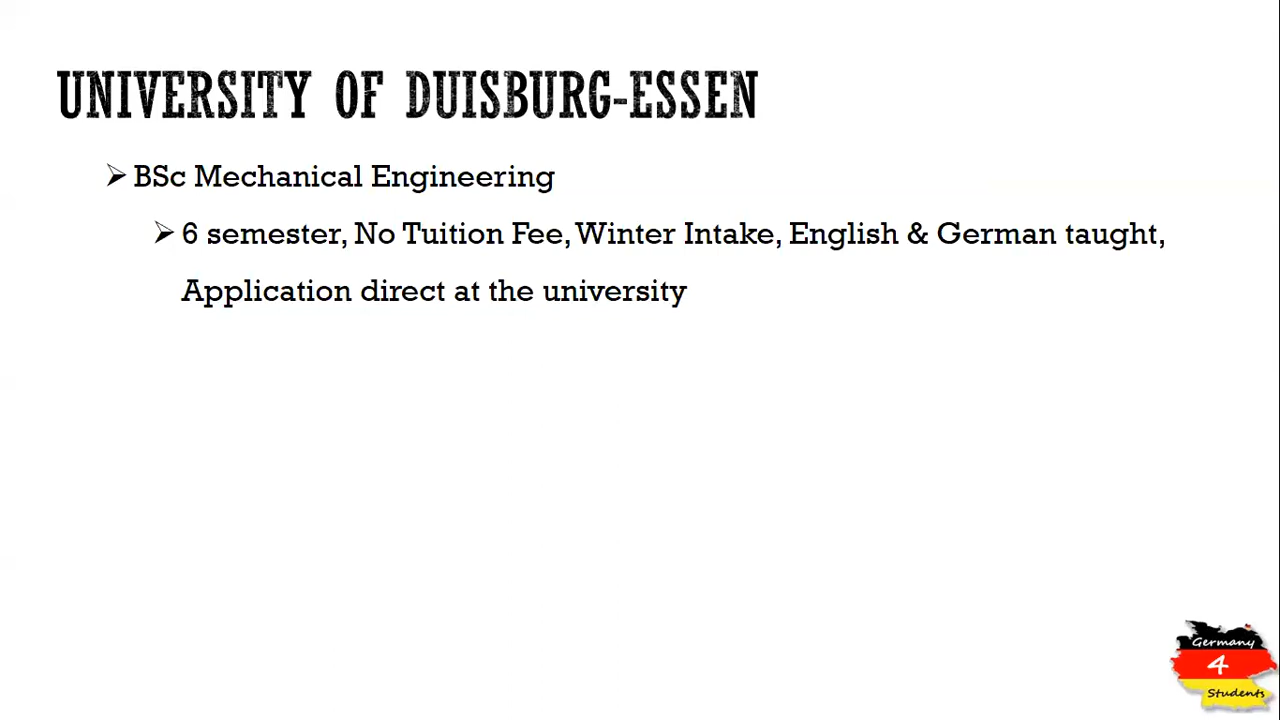 UNIVERSITY OF DUISBURG-ESSEN
BSc Mechanical Engineering
6 semester, No Tuition Fee, Winter Intake, English & German taught,
Application direct at the university
Germany
4
Students